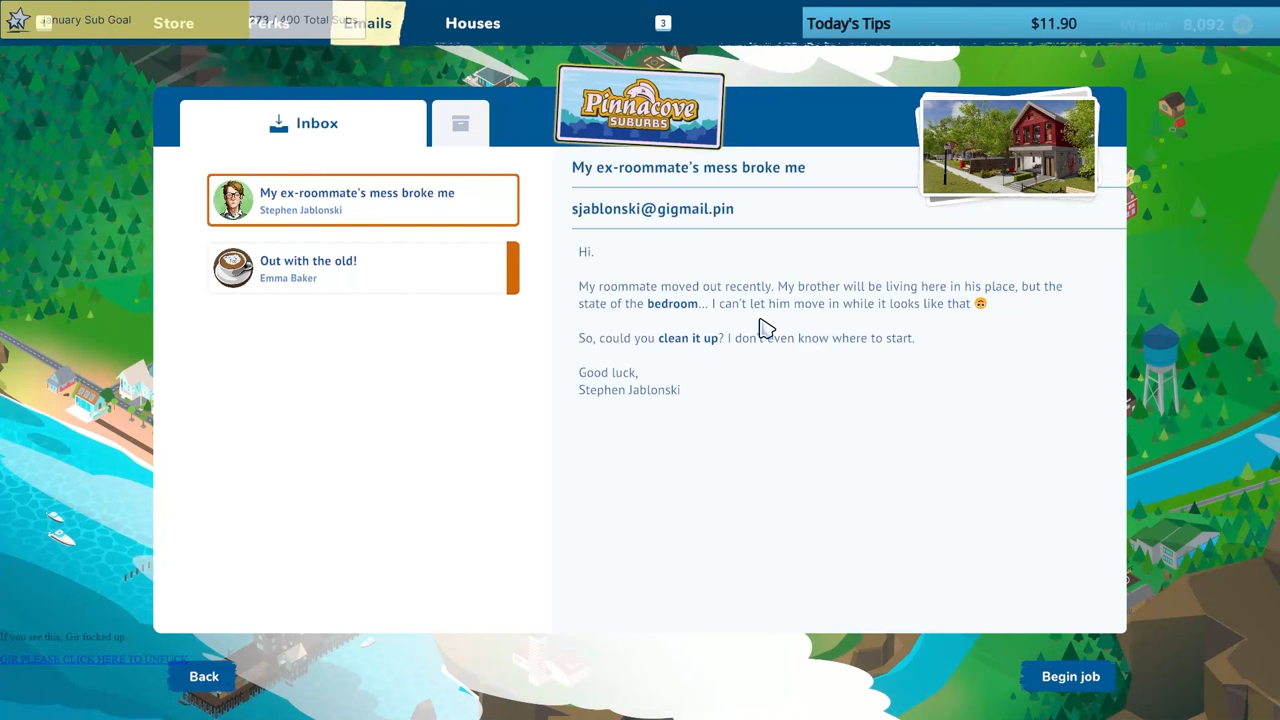 January Sub Goal
273 / 400 Total Subs
Store
Perks
Emails
Houses
3
Today's Tips
$11.90
Wallet
8,092
Inbox
Pinnacove
SUBURBS
My ex-roommate's mess broke me
Stephen Jablonski
Out with the old!
Emma Baker
My ex-roommate's mess broke me
sjablonski@gigmail.pin
Hi.
My roommate moved out recently. My brother will be living here in his place, but the
state of the bedroom... I can't let him move in while it looks like that 🙃
So, could you clean it up? I don't even know where to start.
Good luck,
Stephen Jablonski
If you see this, Gir fucked up.
GIR PLEASE CLICK HERE TO UNFUCK
Back
Begin job